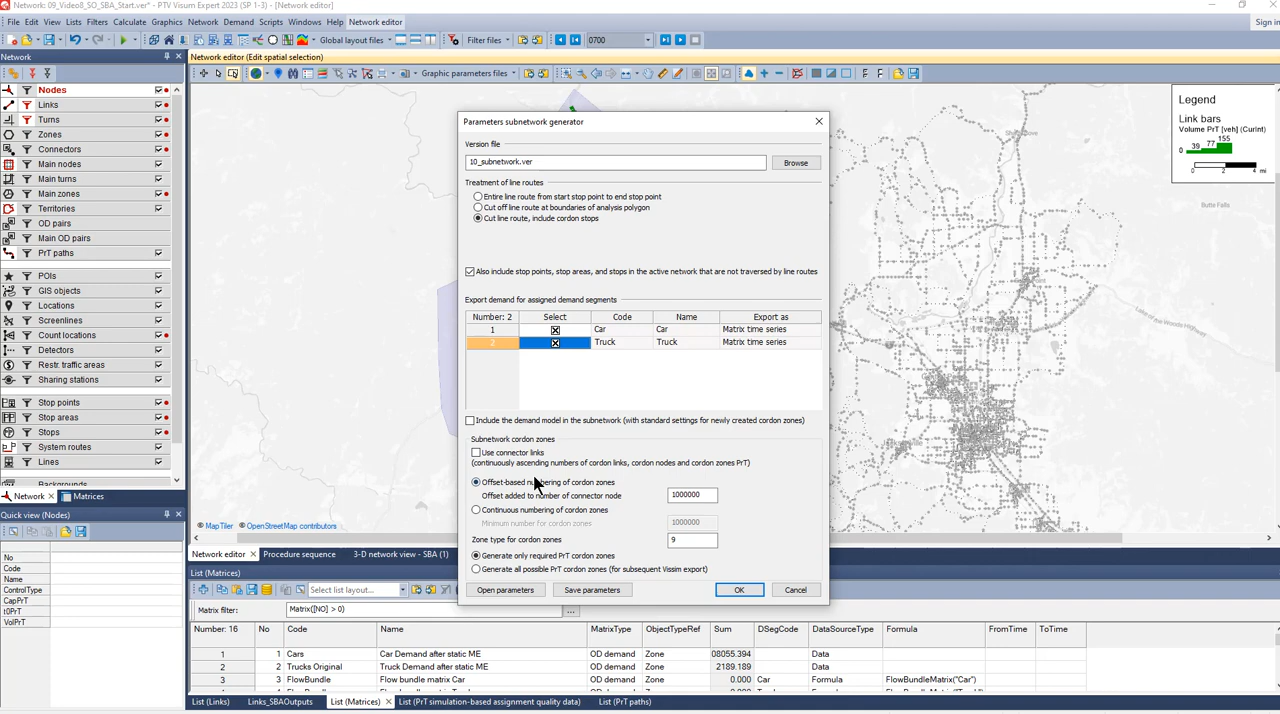 Network: 09_Video8_SO_SBA_Start.ver* - PTV Visum Expert 2023 (SP 1-3) - [Network editor]
File Edit View Lists Filters Calculate Graphics Network Demand Scripts Windows Help Network editor
Sign in
Global layout files
Filter files
0700
Network
Network editor (Edit spatial selection)
Graphic parameters files
Nodes
Links
Turns
Zones
Connectors
Main nodes
Main turns
Main zones
Territories
OD pairs
Main OD pairs
PrT paths
POIs
GIS objects
Locations
Screenlines
Count locations
Detectors
Restr. traffic areas
Sharing stations
Stop points
Stop areas
Stops
System routes
Lines
Network
Matrices
Quick view (Nodes)
No
Code
Name
ControlType
CapPrT
t0PrT
VolPrT
Legend
Link bars
Volume PrT [veh] (CurInt)
155
77
39
0
0 2 4 mi
Butte Falls
MapTiler OpenStreetMap contributors
Parameters subnetwork generator
Version file
10_subnetwork.ver
Browse
Treatment of line routes
Entire line route from start stop point to end stop point
Cut off line route at boundaries of analysis polygon
Cut line route, include cordon stops
Also include stop points, stop areas, and stops in the active network that are not traversed by line routes
Export demand for assigned demand segments
Number: 2 Select Code Name Export as
1 Car Car Matrix time series
2 Truck Truck Matrix time series
Include the demand model in the subnetwork (with standard settings for newly created cordon zones)
Subnetwork cordon zones
Use connector links
(continuously ascending numbers of cordon links, cordon nodes and cordon zones PrT)
Offset-based numbering of cordon zones
Offset added to number of connector node 1000000
Continuous numbering of cordon zones
Minimum number for cordon zones 1000000
Zone type for cordon zones 9
Generate only required PrT cordon zones
Generate all possible PrT cordon zones (for subsequent Vissim export)
Open parameters Save parameters OK Cancel
Network editor Procedure sequence 3-D network view - SBA (1)
List (Matrices)
Select list layout...
Matrix filter: Matrix([NO] > 0) ...
Number: 16 No Code Name MatrixType ObjectTypeRef Sum DSegCode DataSourceType Formula FromTime ToTime
1 1 Cars Car Demand after static ME OD demand Zone 08055.394 Data
2 2 Trucks Original Truck Demand after static ME OD demand Zone 2189.189 Data
3 3 FlowBundle Flow bundle matrix Car OD demand Zone 0.000 Car Formula FlowBundleMatrix("Car")
List (Links) Links_SBAOutputs List (Matrices) List (PrT simulation-based assignment quality data) List (PrT paths)